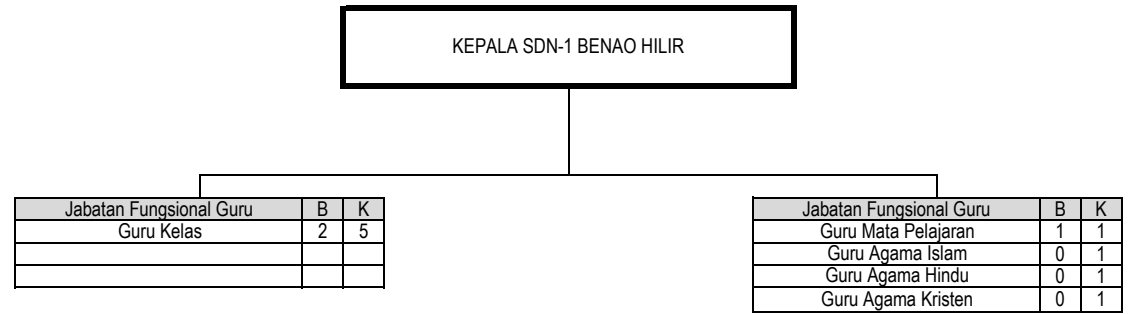 KEPALA SDN-1 BENAO HILIR
Jabatan Fungsional Guru B K
Guru Kelas 2 5
Jabatan Fungsional Guru B K
Guru Mata Pelajaran 1 1
Guru Agama Islam 0 1
Guru Agama Hindu 0 1
Guru Agama Kristen 0 1